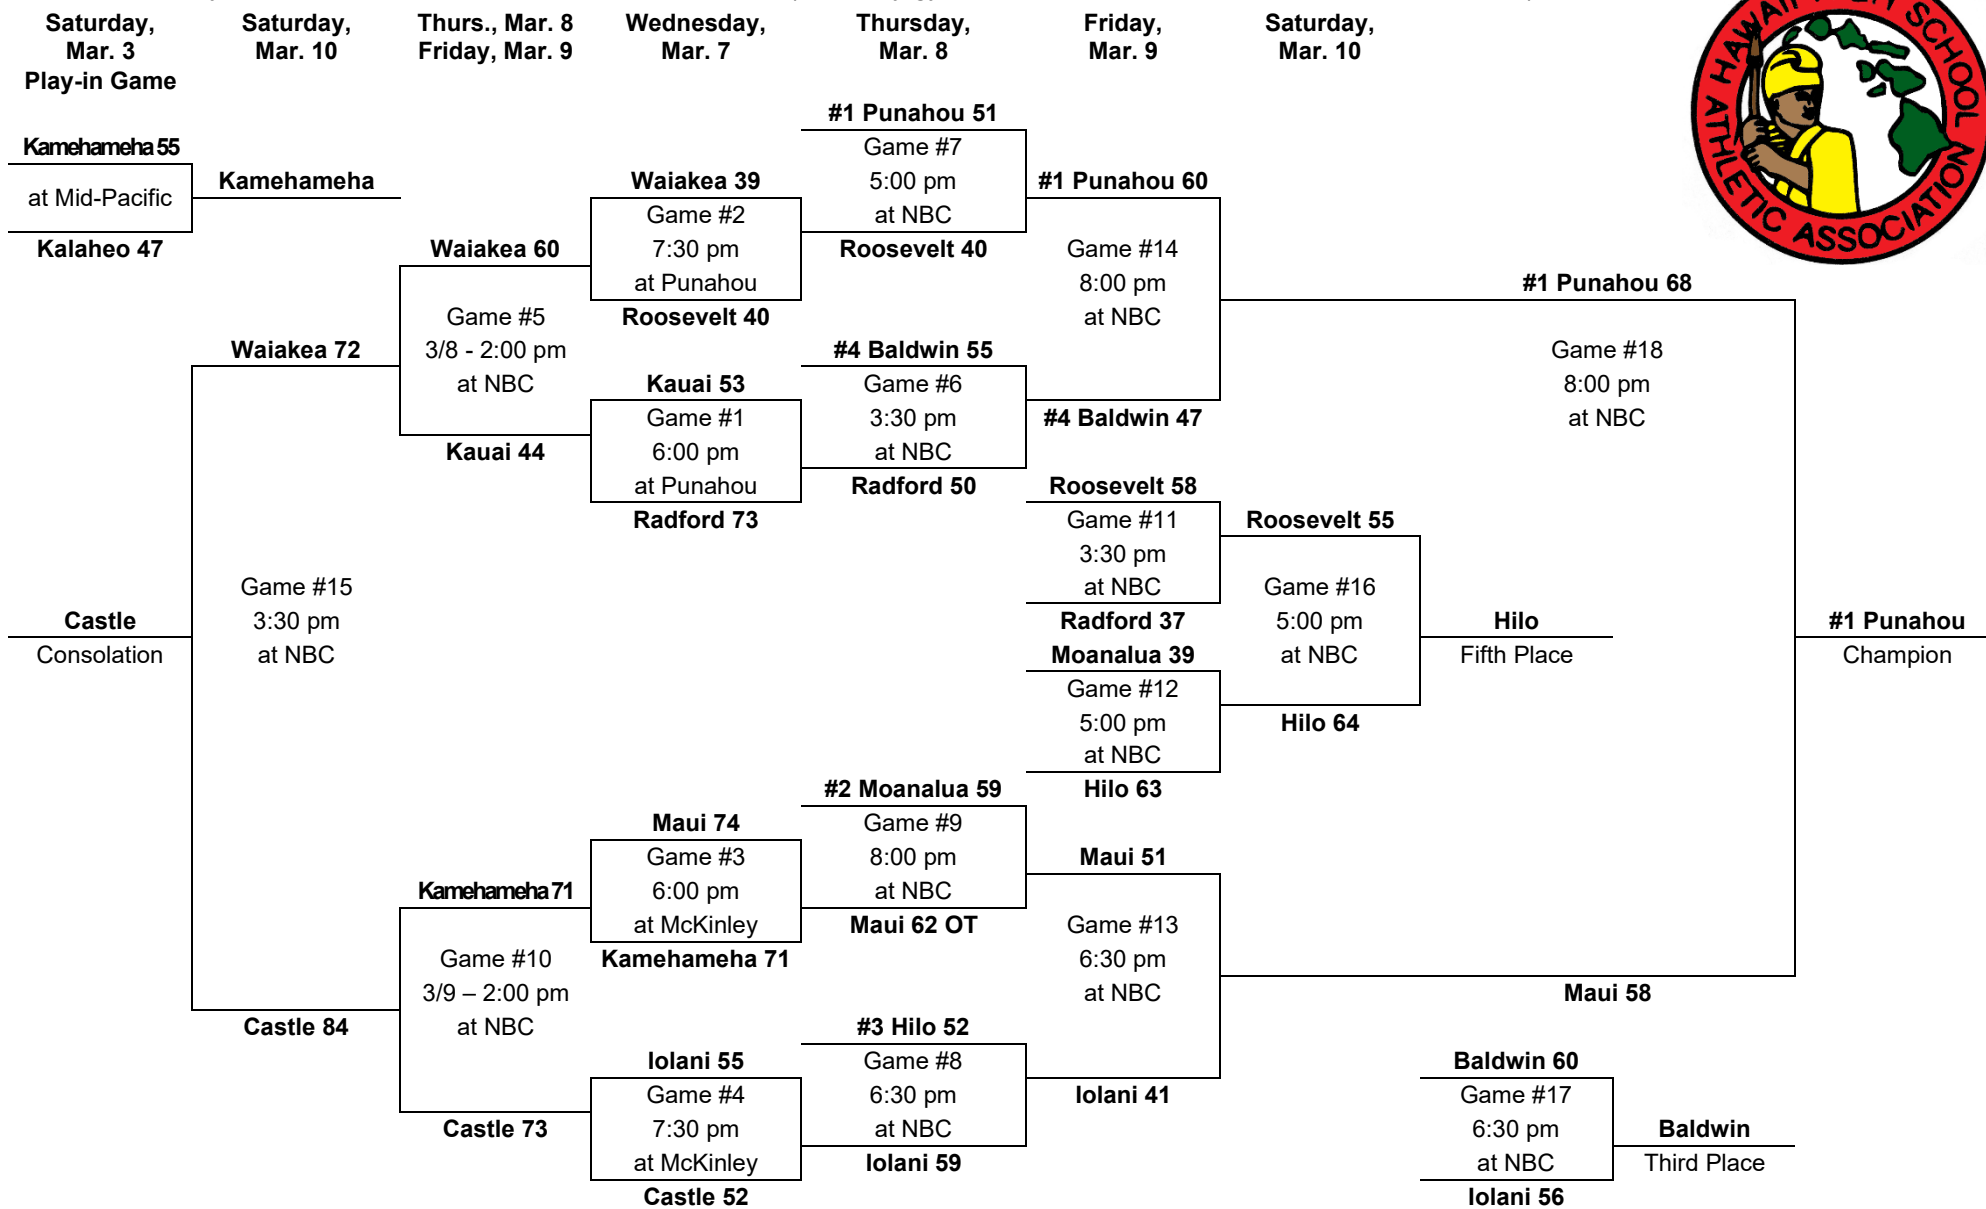 Saturday,
Mar. 3
Play-in Game
Saturday,
Mar. 10
Thurs., Mar. 8
Friday, Mar. 9
Wednesday,
Mar. 7
Thursday,
Mar. 8
Friday,
Mar. 9
Saturday,
Mar. 10
HAWAII HIGH SCHOOL
ATHLETIC ASSOCIATION
Kamehameha 55
at Mid-Pacific
Kalaheo 47
Kamehameha
Waiakea 60
Game #5
3/8 - 2:00 pm
at NBC
Kauai 44
Waiakea 72
Game #15
3:30 pm
at NBC
Castle 84
Castle
Consolation
Kamehameha 71
Game #10
3/9 – 2:00 pm
at NBC
Castle 73
Waiakea 39
Game #2
7:30 pm
at Punahou
Roosevelt 40
Kauai 53
Game #1
6:00 pm
at Punahou
Radford 73
Maui 74
Game #3
6:00 pm
at McKinley
Kamehameha 71
Iolani 55
Game #4
7:30 pm
at McKinley
Castle 52
#1 Punahou 51
Game #7
5:00 pm
at NBC
Roosevelt 40
#4 Baldwin 55
Game #6
3:30 pm
at NBC
Radford 50
#2 Moanalua 59
Game #9
8:00 pm
at NBC
Maui 62 OT
#3 Hilo 52
Game #8
6:30 pm
at NBC
Iolani 59
#1 Punahou 60
Game #14
8:00 pm
at NBC
#4 Baldwin 47
Roosevelt 58
Game #11
3:30 pm
at NBC
Radford 37
Moanalua 39
Game #12
5:00 pm
at NBC
Hilo 63
Maui 51
Game #13
6:30 pm
at NBC
Iolani 41
Roosevelt 55
Game #16
5:00 pm
at NBC
Hilo 64
Hilo
Fifth Place
#1 Punahou 68
Game #18
8:00 pm
at NBC
Maui 58
#1 Punahou
Champion
Baldwin 60
Game #17
6:30 pm
at NBC
Iolani 56
Baldwin
Third Place